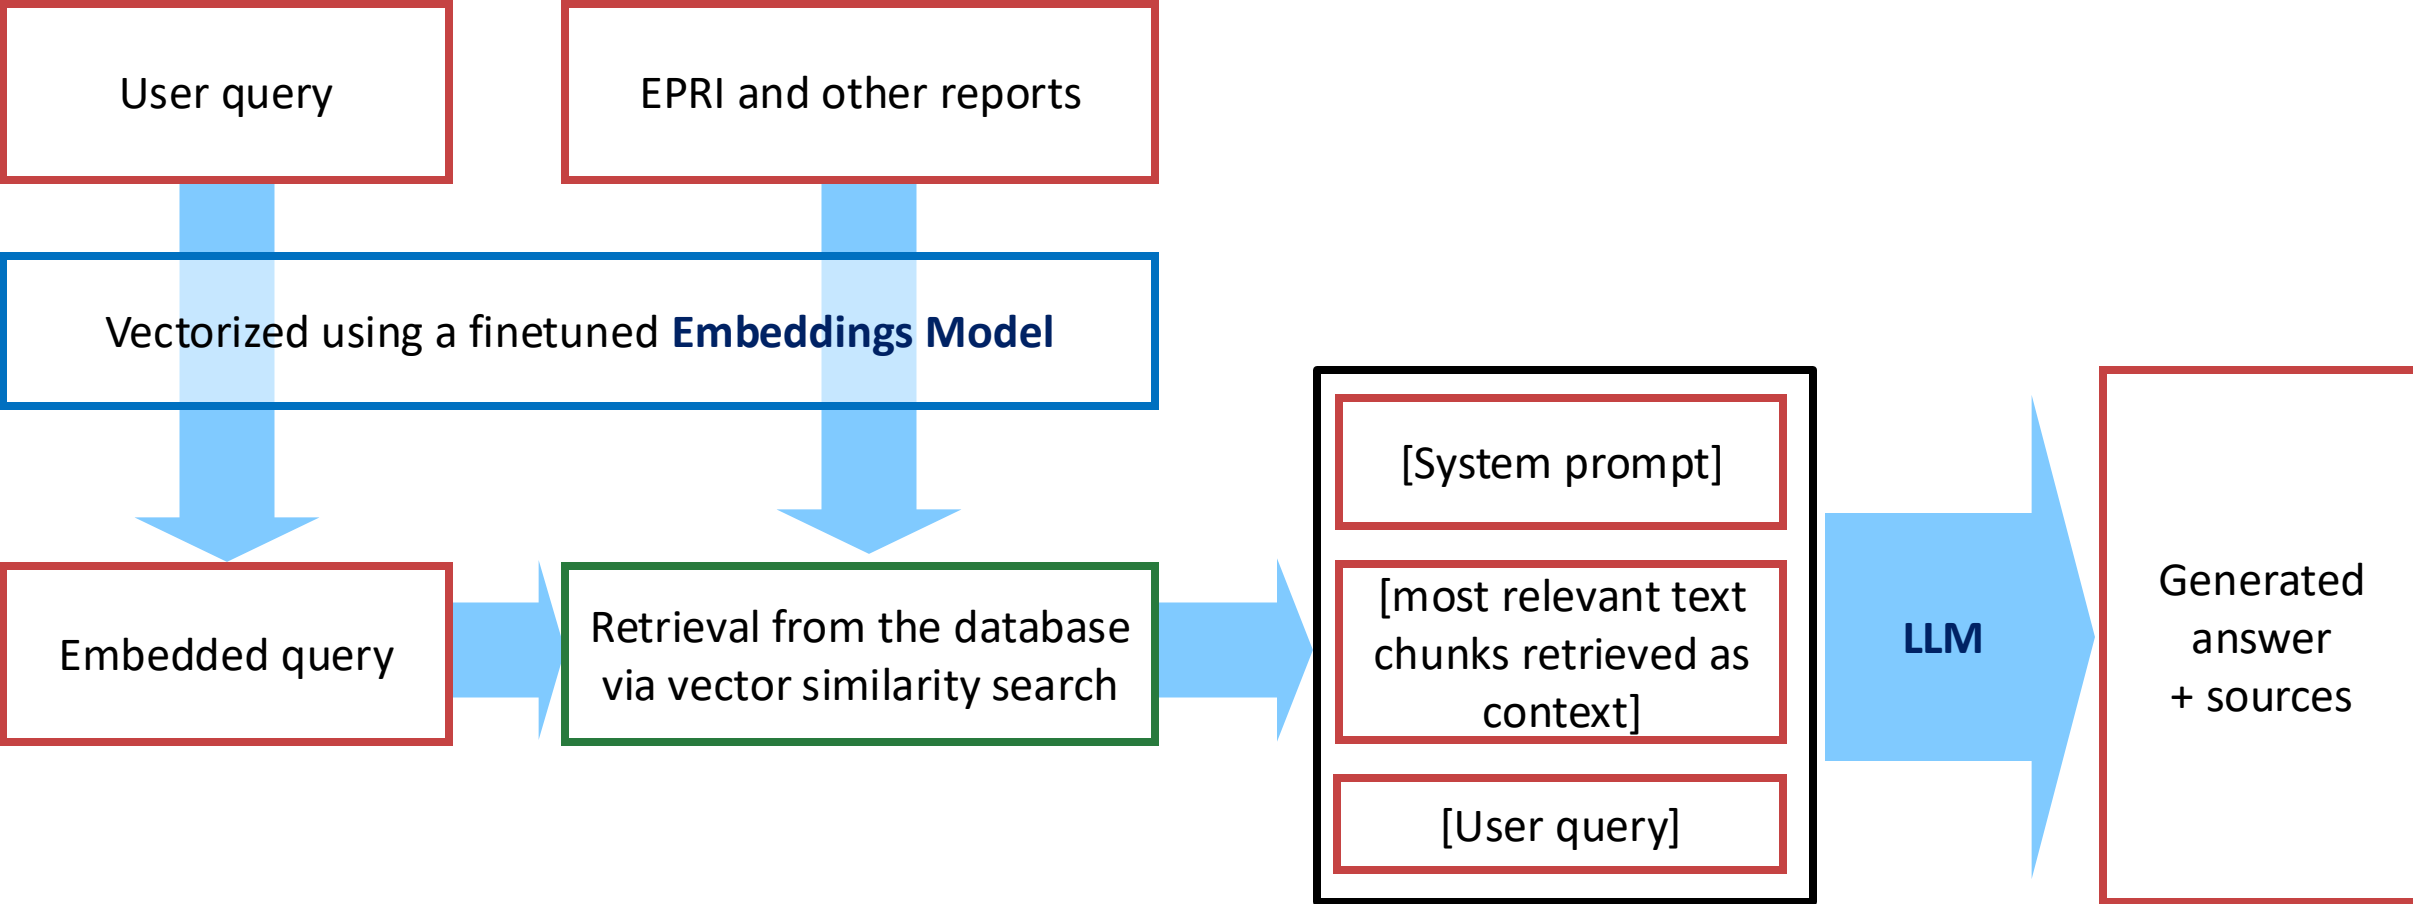 User query
EPRI and other reports
Vectorized using a finetuned Embeddings Model
Embedded query
Retrieval from the database
via vector similarity search
[System prompt]
[most relevant text
chunks retrieved as
context]
[User query]
LLM
Generated
answer
+ sources